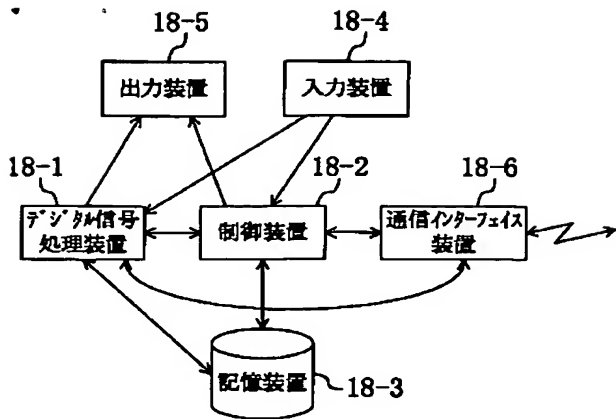 18-5
18-4
出力装置
入力装置
18-1
18-2
18-6
デジタル信号
処理装置
制御装置
通信インターフェイス
装置
記憶装置
18-3